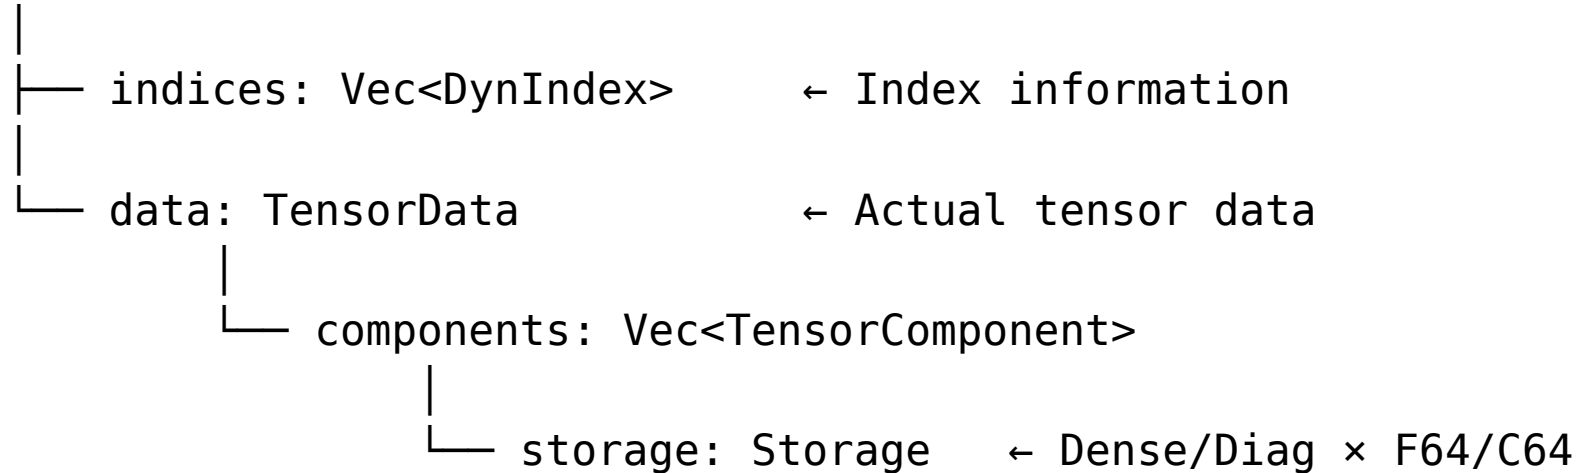 │
├── indices: Vec<DynIndex>     ← Index information
│
└── data: TensorData           ← Actual tensor data
        │
        └── components: Vec<TensorComponent>
                │
                └── storage: Storage   ← Dense/Diag × F64/C64